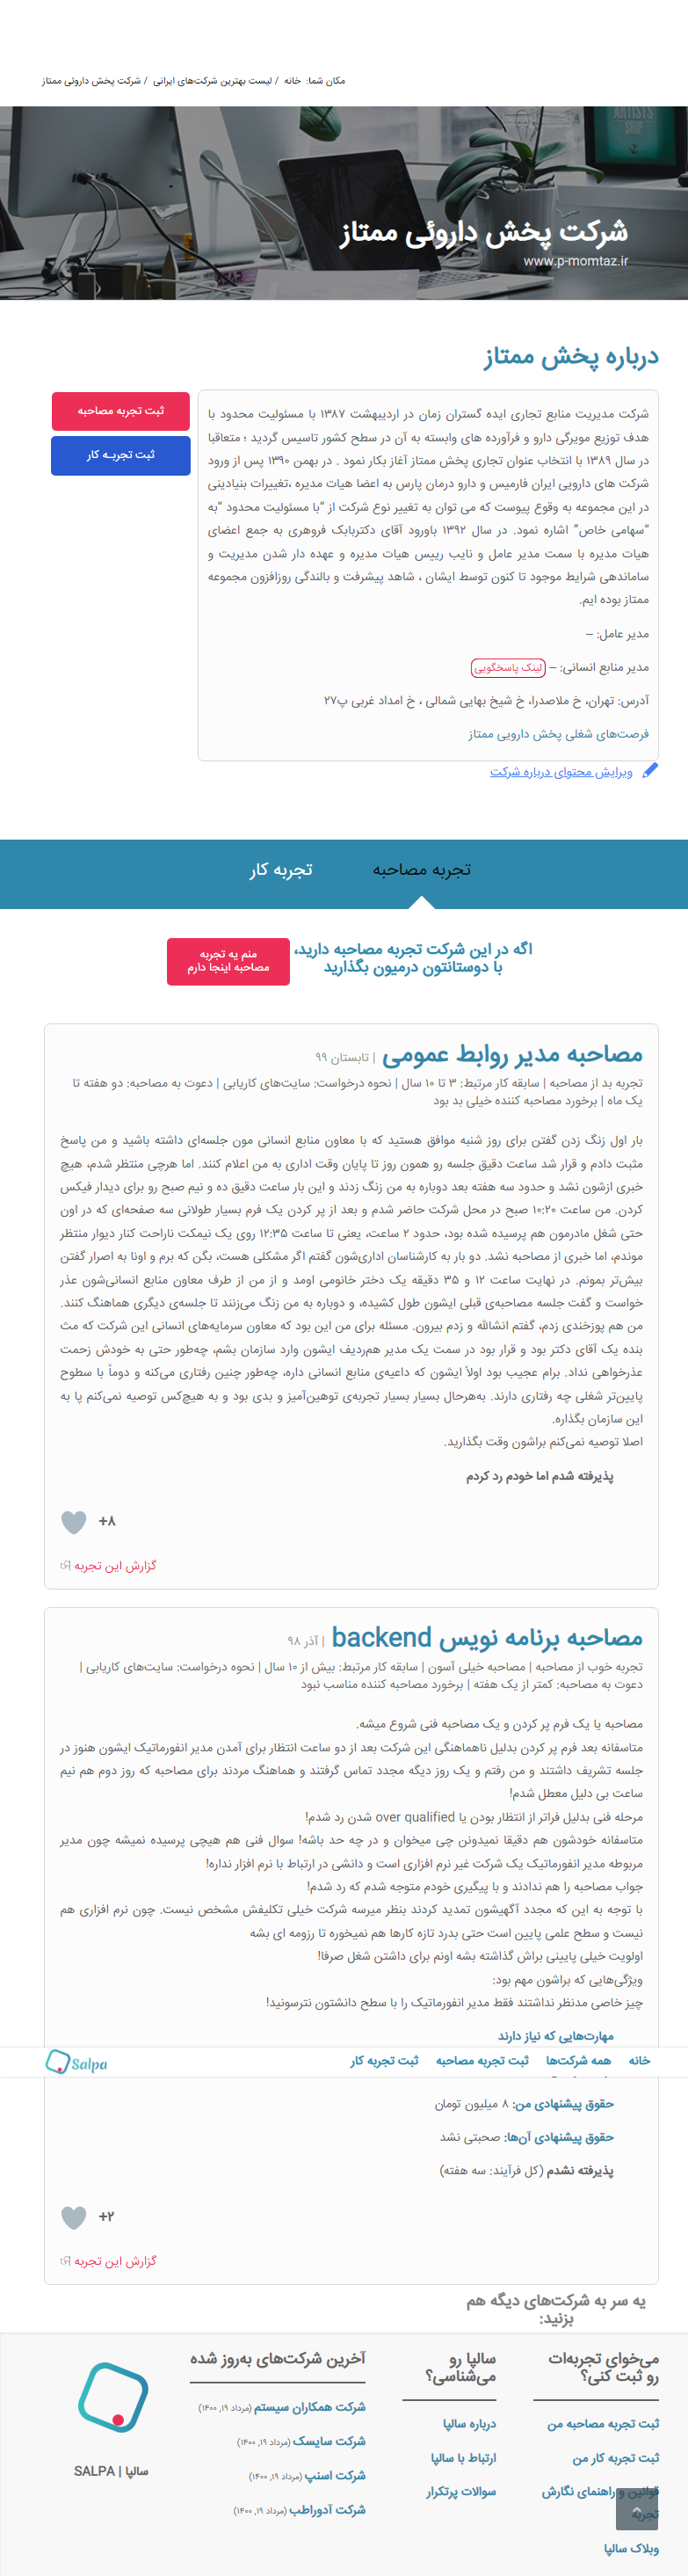 مکان شما: خانه / لیست بهترین شرکت‌های ایرانی / شرکت پخش داروئی ممتاز
شرکت پخش داروئی ممتاز
www.p-momtaz.ir
درباره پخش ممتاز
ثبت تجربه مصاحبه
ثبت تجربـه کار
شرکت مدیریت منابع تجاری ایده گستران زمان در اردیبهشت ۱۳۸۷ با مسئولیت محدود با
هدف توزیع مویرگی دارو و فرآورده های وابسته به آن در سطح کشور تاسیس گردید ؛ متعاقبا
در سال ۱۳۸۹ با انتخاب عنوان تجاری پخش ممتاز آغاز بکار نمود . در بهمن ۱۳۹۰ پس از ورود
شرکت های دارویی ایران فارمیس و دارو درمان پارس به اعضا هیات مدیره ،تغییرات بنیادینی
در این مجموعه به وقوع پیوست که می توان به تغییر نوع شرکت از “با مسئولیت محدود “به
“سهامی خاص” اشاره نمود. در سال ۱۳۹۲ باورود آقای دکتربابک فروهری به جمع اعضای
هیات مدیره با سمت مدیر عامل و نایب رییس هیات مدیره و عهده دار شدن مدیریت و
ساماندهی شرایط موجود تا کنون توسط ایشان ، شاهد پیشرفت و بالندگی روزافزون مجموعه
ممتاز بوده ایم.
مدیر عامل: –
مدیر منابع انسانی: – لینک پاسخگویی
آدرس: تهران، خ ملاصدرا، خ شیخ بهایی شمالی ، خ امداد غربی پ۲۷
فرصت‌های شغلی پخش دارویی ممتاز
ویرایش محتوای درباره شرکت
تجربه مصاحبه
تجربه کار
اگه در این شرکت تجربه مصاحبه دارید،
با دوستانتون درمیون بگذارید
منم یه تجربه
مصاحبه اینجا دارم
مصاحبه مدیر روابط عمومی | تابستان ۹۹
تجربه بد از مصاحبه | سابقه کار مرتبط: ۳ تا ۱۰ سال | نحوه درخواست: سایت‌های کاریابی | دعوت به مصاحبه: دو هفته تا
یک ماه | برخورد مصاحبه کننده خیلی بد بود
بار اول زنگ زدن گفتن برای روز شنبه موافق هستید که با معاون منابع انسانی مون جلسه‌ای داشته باشید و من پاسخ
مثبت دادم و قرار شد ساعت دقیق جلسه رو همون روز تا پایان وقت اداری به من اعلام کنند. اما هرچی منتظر شدم، هیچ
خبری ازشون نشد و حدود سه هفته بعد دوباره به من زنگ زدند و این بار ساعت دقیق ده و نیم صبح رو برای دیدار فیکس
کردن. من ساعت ۱۰:۲۰ صبح در محل شرکت حاضر شدم و بعد از پر کردن یک فرم بسیار طولانی سه صفحه‌ای که در اون
حتی شغل مادرمون هم پرسیده شده بود، حدود ۲ ساعت، یعنی تا ساعت ۱۲:۳۵ روی یک نیمکت ناراحت کنار دیوار منتظر
موندم، اما خبری از مصاحبه نشد. دو بار به کارشناسان اداری‌شون گفتم اگر مشکلی هست، بگن که برم و اونا به اصرار گفتن
بیش‌تر بمونم. در نهایت ساعت ۱۲ و ۳۵ دقیقه یک دختر خانومی اومد و از من از طرف معاون منابع انسانی‌شون عذر
خواست و گفت جلسه مصاحبه‌ی قبلی ایشون طول کشیده، و دوباره به من زنگ می‌زنند تا جلسه‌ی دیگری هماهنگ کنند.
من هم پوزخندی زدم، گفتم انشالله و زدم بیرون. مسئله برای من این بود که معاون سرمایه‌های انسانی این شرکت که مث
بنده یک آقای دکتر بود و قرار بود در سمت یک مدیر هم‌ردیف ایشون وارد سازمان بشم، چه‌طور حتی به خودش زحمت
عذرخواهی نداد. برام عجیب بود اولاً ایشون که داعیه‌ی منابع انسانی داره، چه‌طور چنین رفتاری می‌کنه و دوماً با سطوح
پایین‌تر شغلی چه رفتاری دارند. به‌هرحال بسیار بسیار تجربه‌ی توهین‌آمیز و بدی بود و به هیچ‌کس توصیه نمی‌کنم پا به
این سازمان بگذاره.
اصلا توصیه نمی‌کنم براشون وقت بگذارید.
پذیرفته شدم اما خودم رد کردم
+۸
گزارش این تجربه
مصاحبه برنامه نویس backend | آذر ۹۸
تجربه خوب از مصاحبه | مصاحبه خیلی آسون | سابقه کار مرتبط: بیش از ۱۰ سال | نحوه درخواست: سایت‌های کاریابی |
دعوت به مصاحبه: کمتر از یک هفته | برخورد مصاحبه کننده مناسب نبود
مصاحبه یا یک فرم پر کردن و یک مصاحبه فنی شروع میشه.
متاسفانه بعد فرم پر کردن بدلیل ناهماهنگی این شرکت بعد از دو ساعت انتظار برای آمدن مدیر انفورماتیک ایشون هنوز در
جلسه تشریف داشتند و من رفتم و یک روز دیگه مجدد تماس گرفتند و هماهنگ مردند برای مصاحبه که روز دوم هم نیم
ساعت بی دلیل معطل شدم!
مرحله فنی بدلیل فراتر از انتظار بودن یا over qualified شدن رد شدم!
متاسفانه خودشون هم دقیقا نمیدونن چی میخوان و در چه حد باشه! سوال فنی هم هیچی پرسیده نمیشه چون مدیر
مربوطه مدیر انفورماتیک یک شرکت غیر نرم افزاری است و دانشی در ارتباط با نرم افزار نداره!
جواب مصاحبه را هم ندادند و با پیگیری خودم متوجه شدم که رد شدم!
با توجه به این که مجدد آگهیشون تمدید کردند بنظر میرسه شرکت خیلی تکلیفش مشخص نیست. چون نرم افزاری هم
نیست و سطح علمی پایین است حتی بدرد تازه کارها هم نمیخوره تا رزومه ای بشه
اولویت خیلی پایینی براش گذاشته بشه اونم برای داشتن شغل صرفا!
ویژگی‌هایی که براشون مهم بود:
چیز خاصی مدنظر نداشتند فقط مدیر انفورماتیک را با سطح دانشتون نترسونید!
مهارت‌هایی که نیاز دارند
خانه همه شرکت‌ها ثبت تجربه مصاحبه ثبت تجربه کار
Salpa
حقوق پیشنهادی من: ۸ میلیون تومان
حقوق پیشنهادی آن‌ها: صحبتی نشد
پذیرفته نشدم (کل فرآیند: سه هفته)
+۲
گزارش این تجربه
یه سر به شرکت‌های دیگه هم
بزنید:
می‌خوای تجربه‌ات
رو ثبت کنی؟
ثبت تجربه مصاحبه من
ثبت تجربه کار من
قوانین و راهنمای نگارش
تجربه
وبلاگ سالپا
سالپا رو
می‌شناسی؟
درباره سالپا
ارتباط با سالپا
سوالات پرتکرار
آخرین شرکت‌های به‌روز شده
شرکت همکاران سیستم (مرداد ۱۹, ۱۴۰۰)
شرکت سایسک (مرداد ۱۹, ۱۴۰۰)
شرکت اسنپ (مرداد ۱۹, ۱۴۰۰)
شرکت آدوراطب (مرداد ۱۹, ۱۴۰۰)
سالپا | SALPA